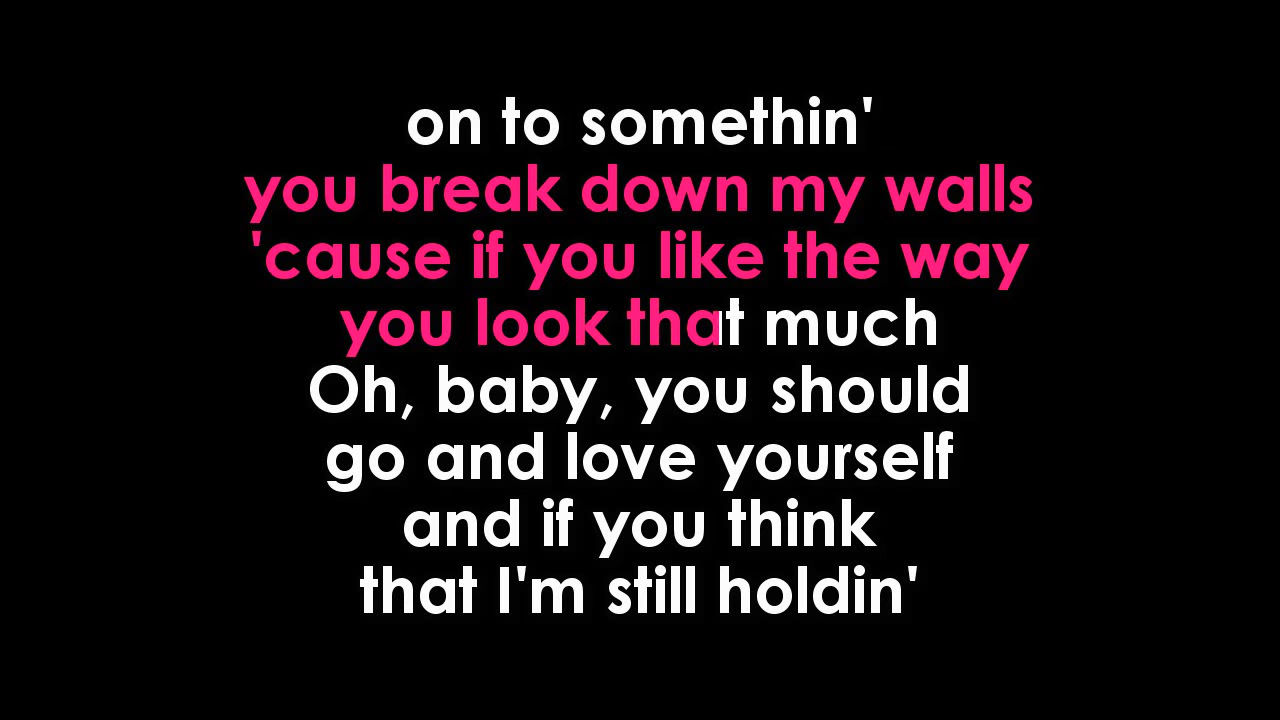 on to somethin'
you break down my walls
'cause if you like the way
you look that much
Oh, baby, you should
go and love yourself
and if you think
that I'm still holdin'